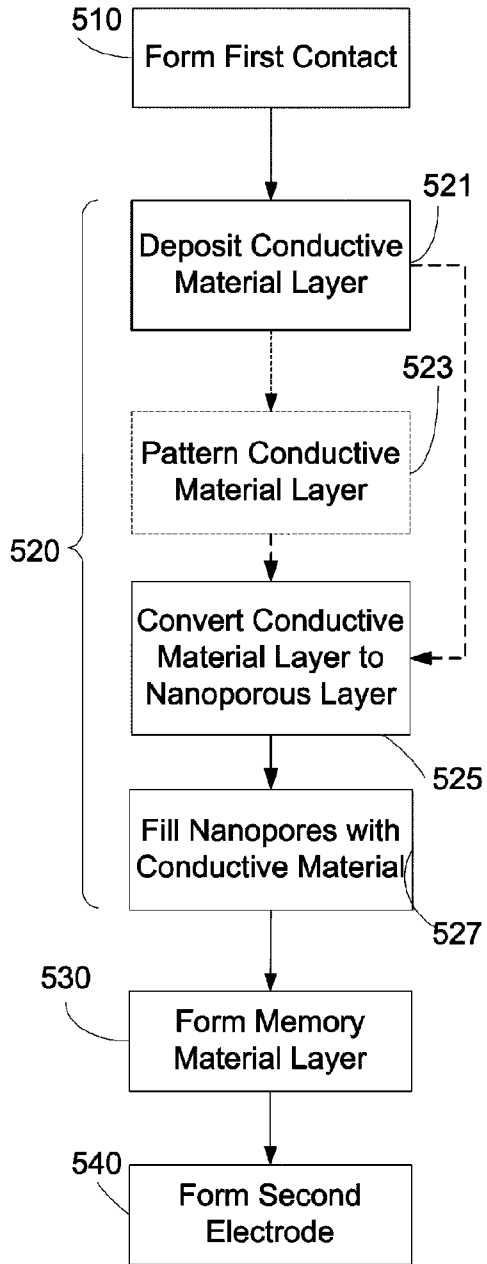 510
Form First Contact
521
Deposit Conductive
Material Layer
523
Pattern Conductive
Material Layer
520
Convert Conductive
Material Layer to
Nanoporous Layer
525
Fill Nanopores with
Conductive Material
527
530
Form Memory
Material Layer
540
Form Second
Electrode